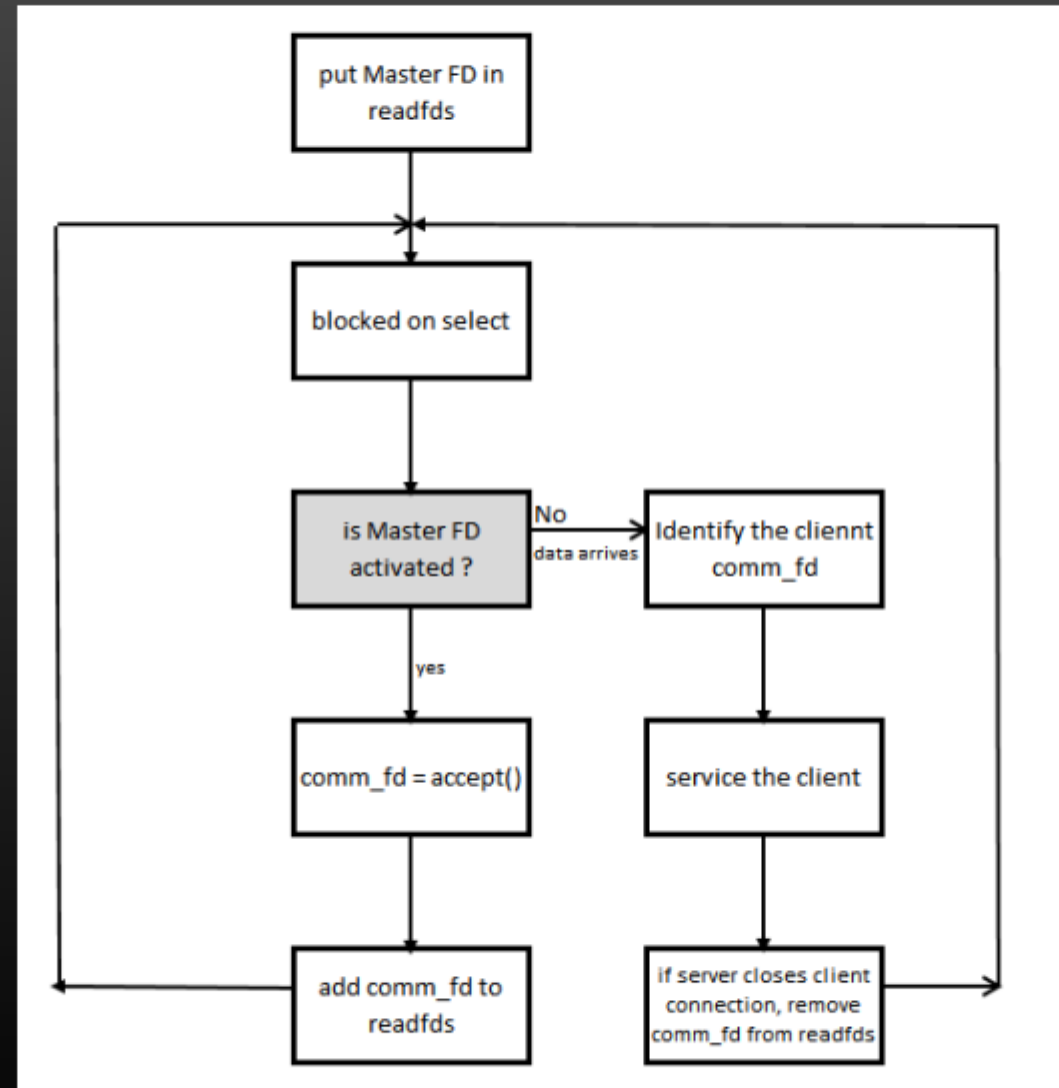 put Master FD in
readfds
blocked on select
is Master FD
activated ?
No
data arrives
Identify the cliennt
comm_fd
yes
comm_fd = accept()
service the client
add comm_fd to
readfds
if server closes client
connection, remove
comm_fd from readfds